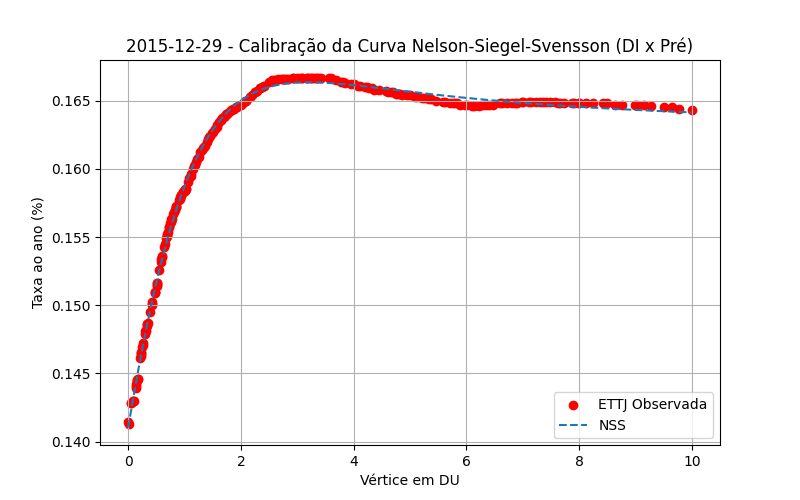 2015-12-29 - Calibração da Curva Nelson-Siegel-Svensson (DI x Pré)
Taxa ao ano (%)
0.165
0.160
0.155
0.150
0.145
0.140
0 2 4 6 8 10
Vértice em DU
ETTJ Observada
NSS